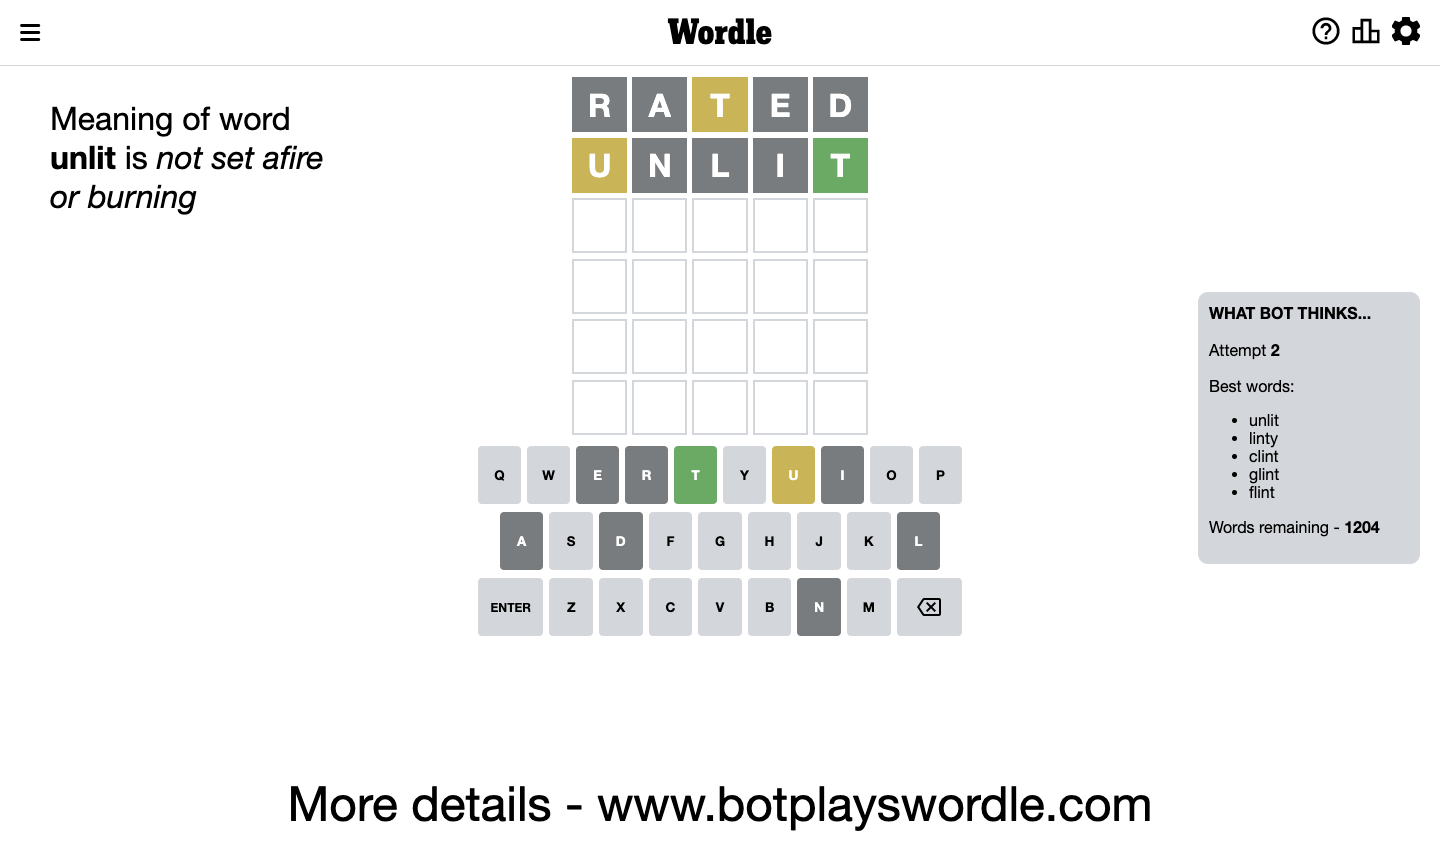 Wordle
Meaning of word
unlit is not set afire
or burning
R A T E D
U N L I T
WHAT BOT THINKS...
Attempt 2
Best words:
• unlit
• linty
• clint
• glint
• flint
Words remaining - 1204
Q W E R T Y U I O P
A S D F G H J K L
ENTER Z X C V B N M
More details - www.botplayswordle.com